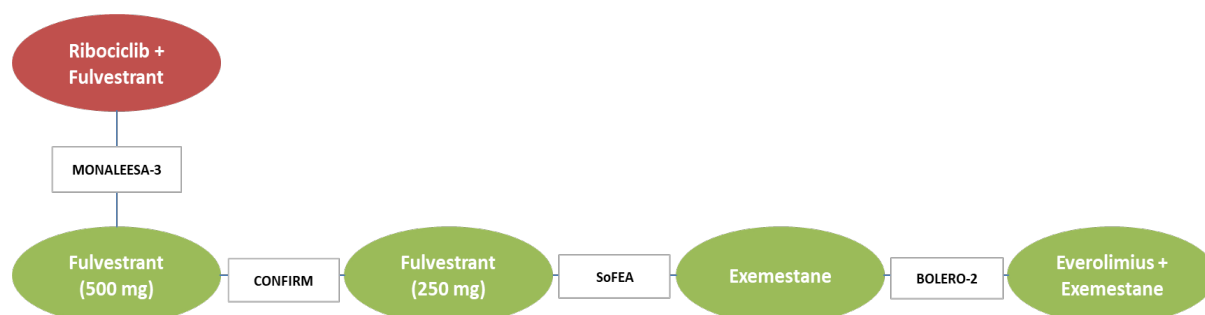 Ribociclib +
Fulvestrant
MONALEESA-3
Fulvestrant
(500 mg)
CONFIRM
Fulvestrant
(250 mg)
SoFEA
Exemestane
BOLERO-2
Everolimius +
Exemestane